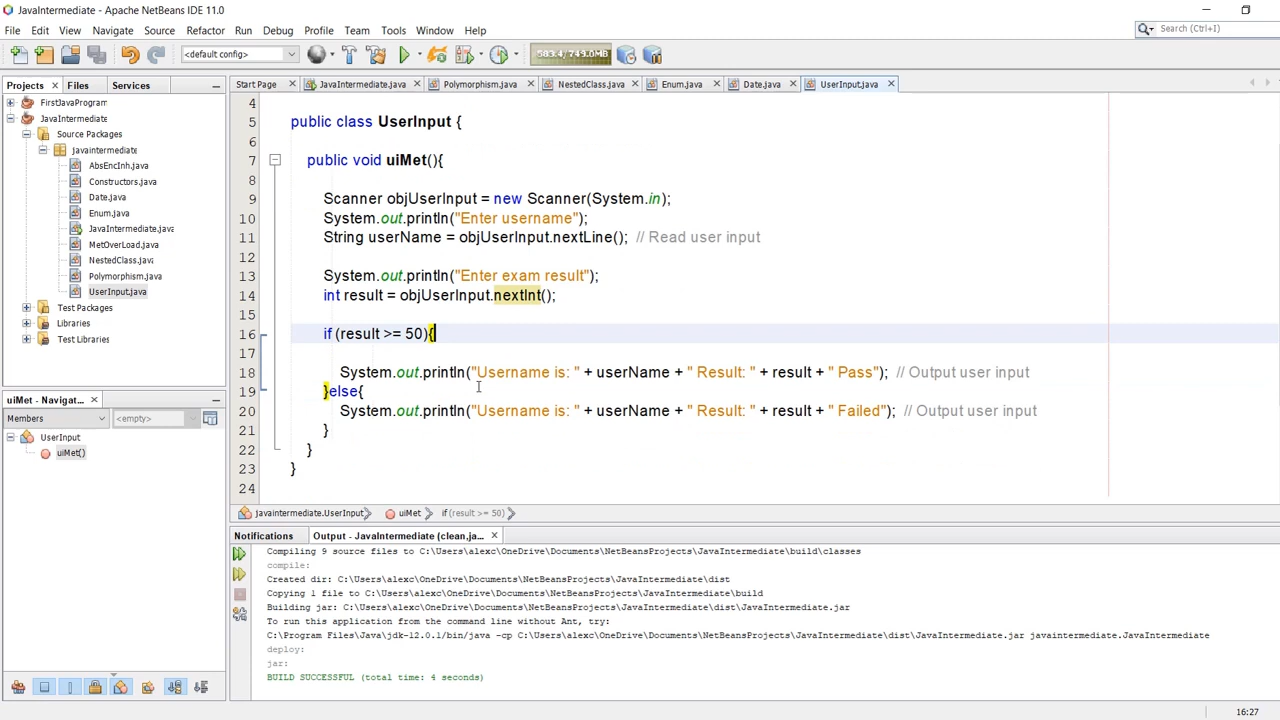 JavaIntermediate - Apache NetBeans IDE 11.0
File Edit View Navigate Source Refactor Run Debug Profile Team Tools Window Help
Search (Ctrl+I)
<default config>
583.4/749.0MB
Projects Files Services
Start Page JavaIntermediate.java Polymorphism.java NestedClass.java Enum.java Date.java UserInput.java
FirstJavaProgram
JavaIntermediate
Source Packages
javaintermediate
AbsEncInh.java
Constructors.java
Date.java
Enum.java
JavaIntermediate.java
MetOverLoad.java
NestedClass.java
Polymorphism.java
UserInput.java
Test Packages
Libraries
Test Libraries
uiMet - Navigat...
Members <empty>
UserInput
uiMet()
4
5 public class UserInput {
6
7 public void uiMet(){
8
9 Scanner objUserInput = new Scanner(System.in);
10 System.out.println("Enter username");
11 String userName = objUserInput.nextLine(); // Read user input
12
13 System.out.println("Enter exam result");
14 int result = objUserInput.nextInt();
15
16 if (result >= 50){
17
18 System.out.println("Username is: " + userName + " Result: " + result + " Pass"); // Output user input
19 }else{
20 System.out.println("Username is: " + userName + " Result: " + result + " Failed"); // Output user input
21 }
22 }
23 }
24
javaintermediate.UserInput uiMet if (result >= 50)
Notifications Output - JavaIntermediate (clean,ja...
Compiling 9 source files to C:\Users\alexc\OneDrive\Documents\NetBeansProjects\JavaIntermediate\build\classes
compile:
Created dir: C:\Users\alexc\OneDrive\Documents\NetBeansProjects\JavaIntermediate\dist
Copying 1 file to C:\Users\alexc\OneDrive\Documents\NetBeansProjects\JavaIntermediate\build
Building jar: C:\Users\alexc\OneDrive\Documents\NetBeansProjects\JavaIntermediate\dist\JavaIntermediate.jar
To run this application from the command line without Ant, try:
C:\Program Files\Java\jdk-12.0.1/bin/java -cp C:\Users\alexc\OneDrive\Documents\NetBeansProjects\JavaIntermediate\dist\JavaIntermediate.jar javaintermediate.JavaIntermediate
deploy:
jar:
BUILD SUCCESSFUL (total time: 4 seconds)
16:27